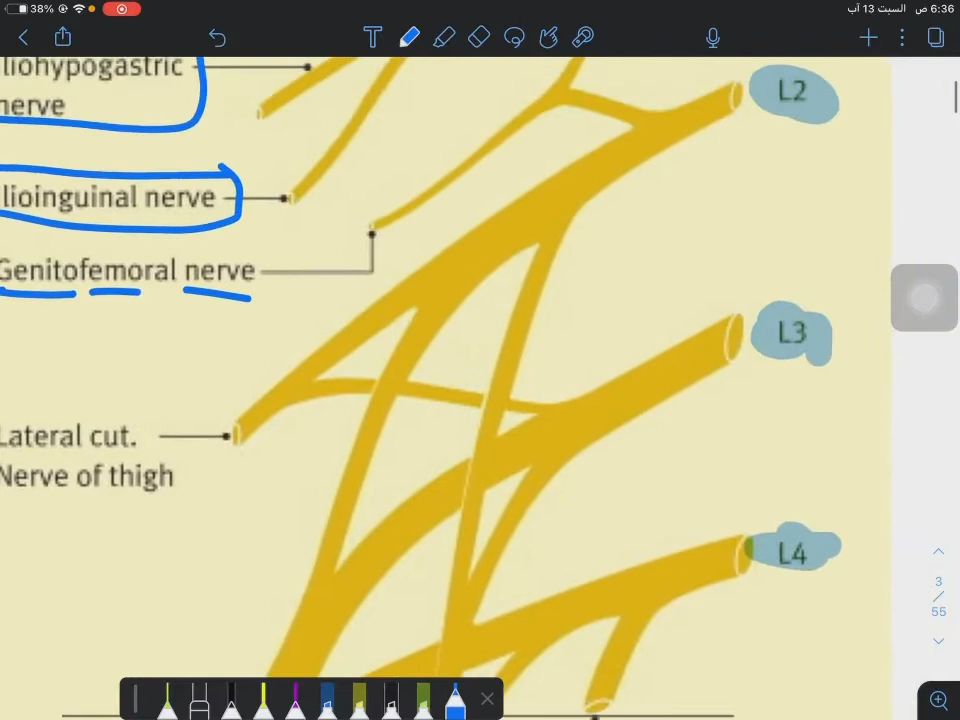 38%
السبت 13 آب 6:36 ص
T
liohypogastric
nerve
L2
lioinguinal nerve
Genitofemoral nerve
L3
Lateral cut.
Nerve of thigh
L4
3
/
55